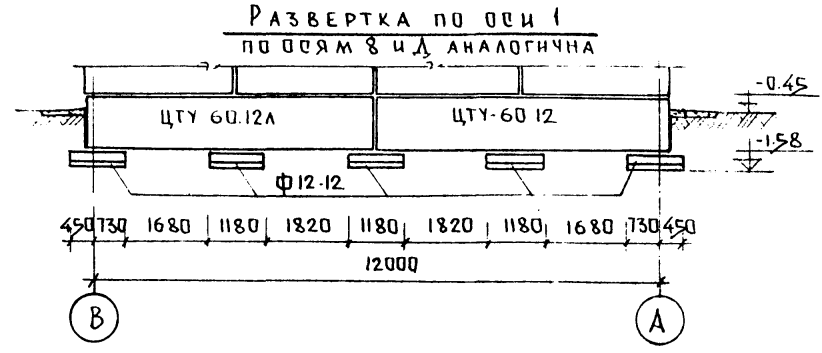 РАЗВЕРТКА ПО ОСИ 1
ПО ОСЯМ 8 И Д АНАЛОГИЧНА
-0.45
ЦТУ 60.12Л
ЦТУ-60 12
-1.58
Ф 12-12
450 730 1680 1180 1820 1180 1820 1180 1680 730 450
12000
В
А